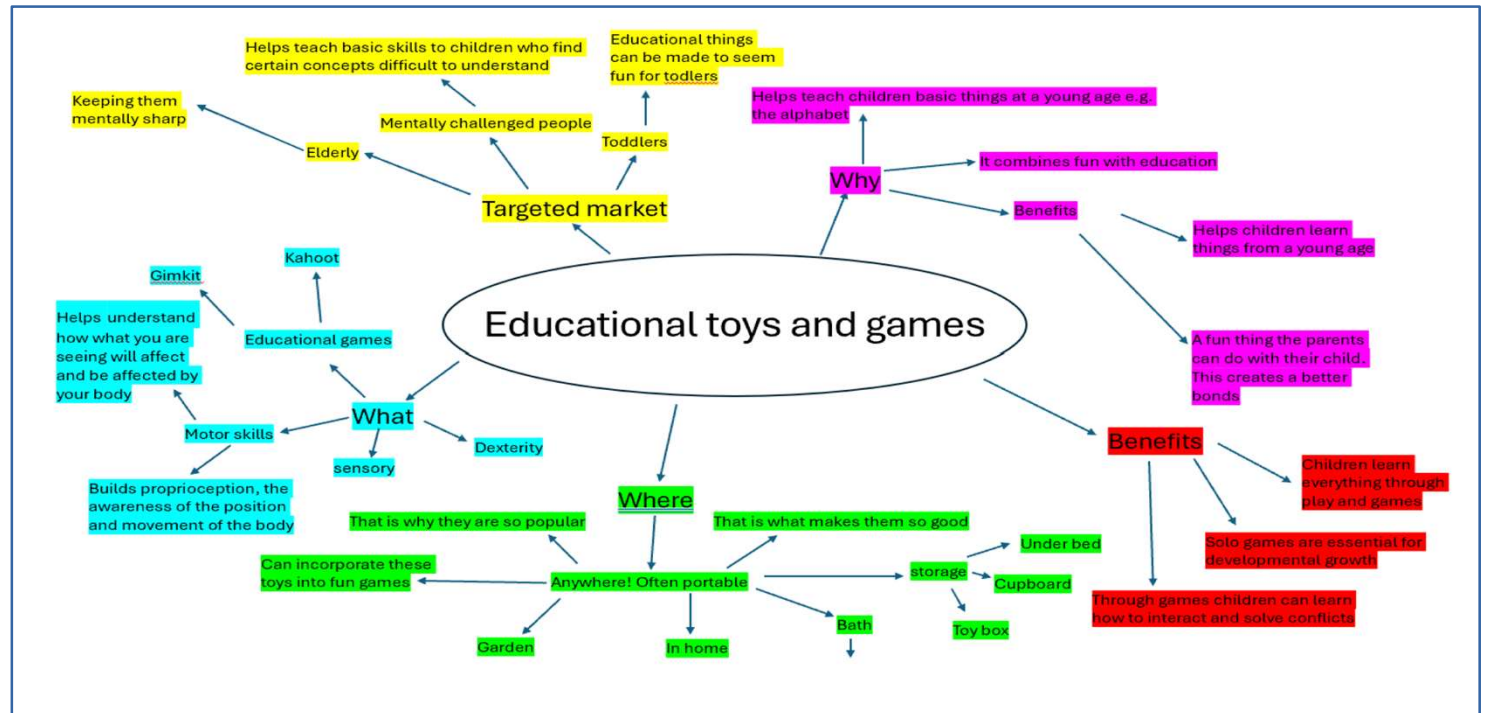 Helps teach basic skills to children who find
certain concepts difficult to understand
Educational things
can be made to seem
fun for todlers
Keeping them
mentally sharp
Mentally challenged people
Elderly
Toddlers
Targeted market
Helps teach children basic things at a young age e.g.
the alphabet
It combines fun with education
Why
Benefits
Helps children learn
things from a young age
A fun thing the parents
can do with their child.
This creates a better
bonds
Educational toys and games
Kahoot
Gimkit
Educational games
Helps understand
how what you are
seeing will affect
and be affected by
your body
What
Motor skills
sensory
Dexterity
Builds proprioception, the
awareness of the position
and movement of the body
Benefits
Children learn
everything through
play and games
Solo games are essential for
developmental growth
Through games children can learn
how to interact and solve conflicts
Where
That is why they are so popular
That is what makes them so good
Can incorporate these
toys into fun games
Anywhere! Often portable
storage
Under bed
Cupboard
Toy box
Garden
In home
Bath